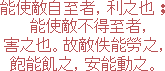 能使敵自至者，利之也；
能使敵不得至者，
害之也。故敵佚能勞之，
飽能飢之，安能動之。